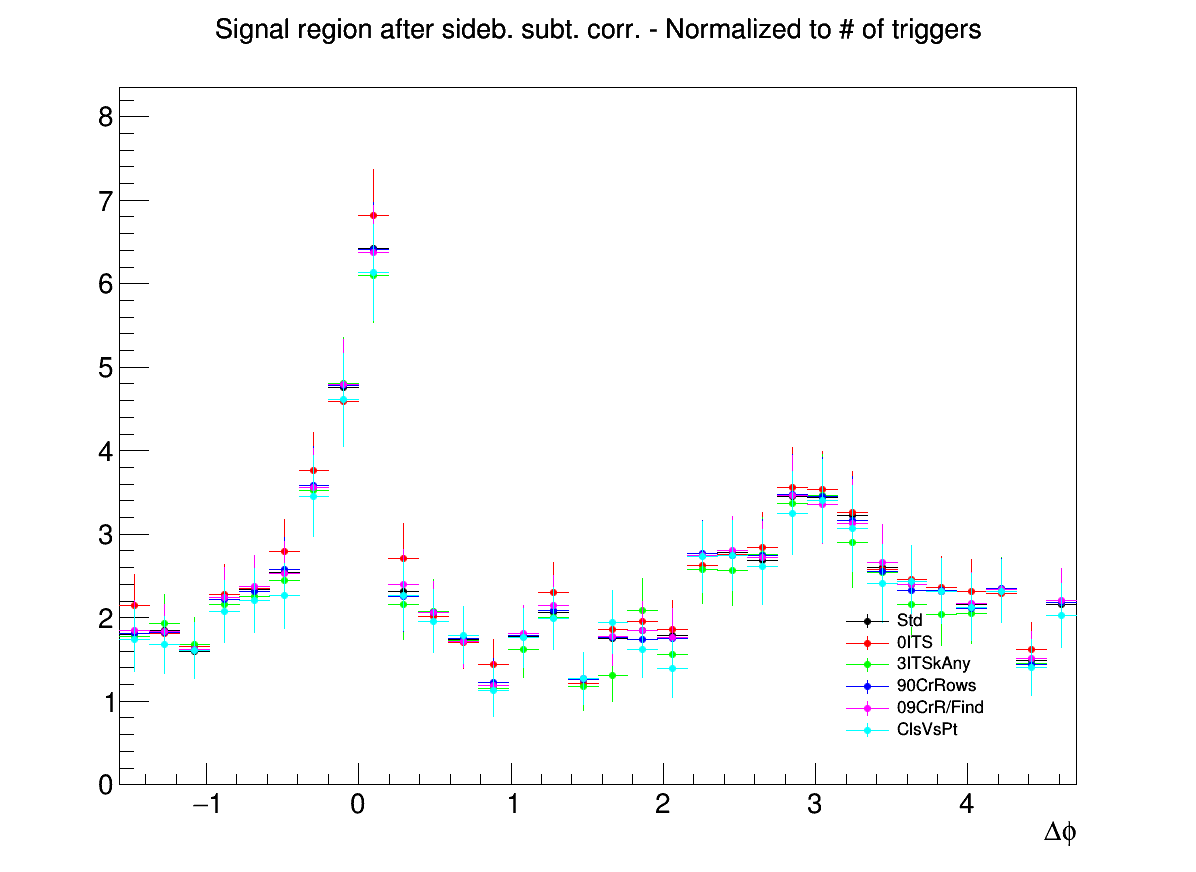 Signal region after sideb. subt. corr. - Normalized to # of triggers
8
7
6
5
4
3
2
1
0
Std
0ITS
3ITSkAny
90CrRows
09CrR/Find
ClsVsPt
−1 0 1 2 3 4
Δϕ